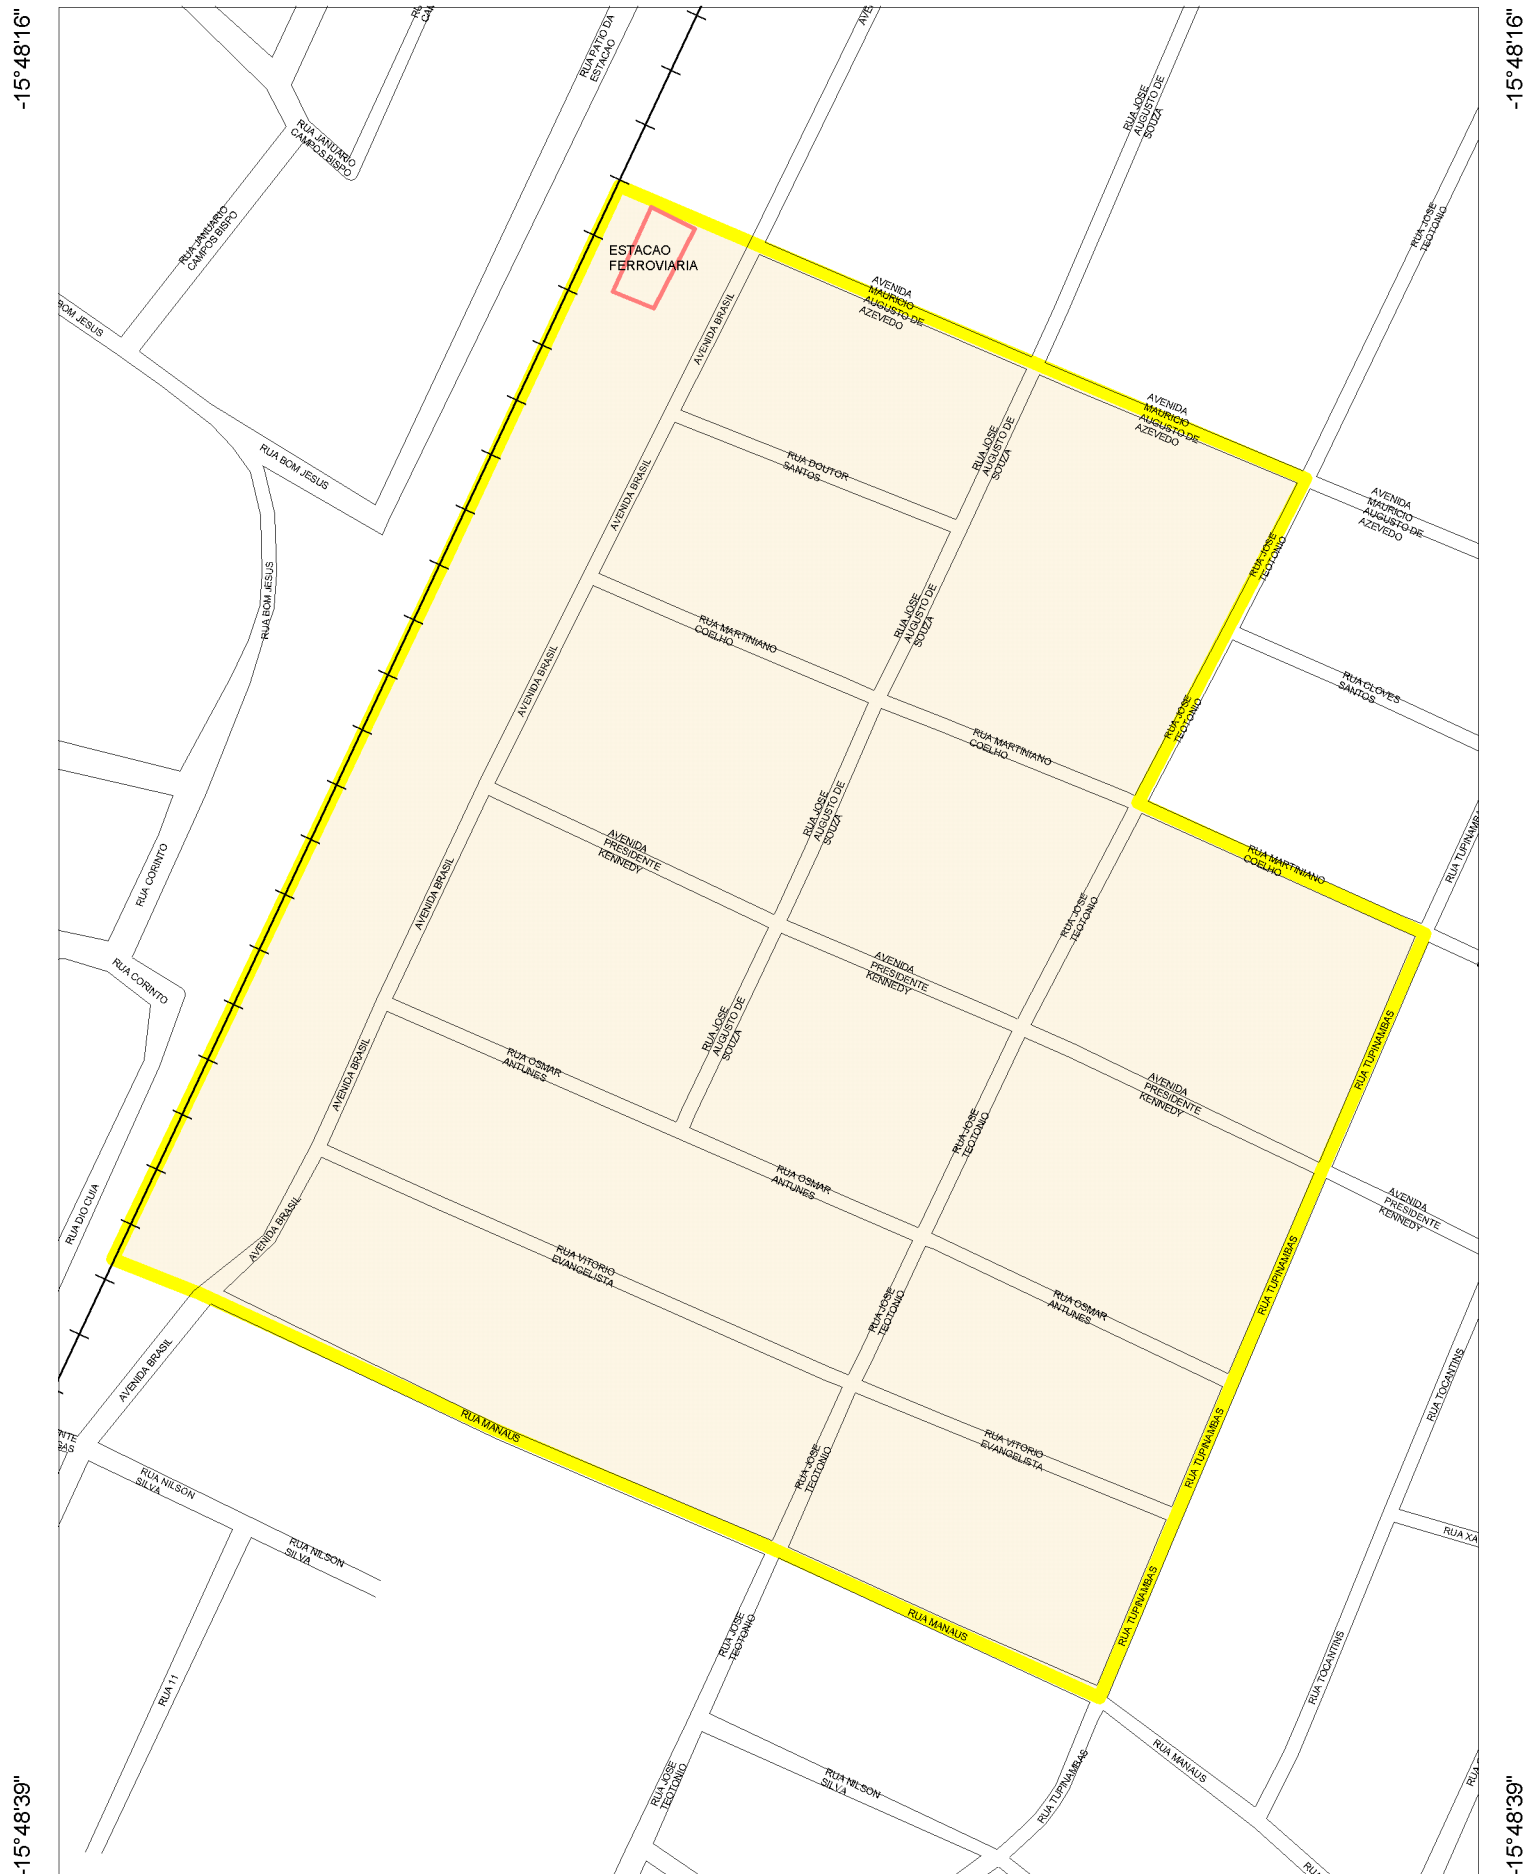 -15°48'16"
-15°48'16"
RUA PATIO DA
ESTACAO
RUA JOSE
AUGUSTO DE
SOUZA
RUA JANUARIO
CAMPOS BISPO
RUA JANUARIO
CAMPOS BISPO
RUA JOSE
TEOTONIO
ESTACAO
FERROVIARIA
BOM JESUS
AVENIDA BRASIL
AVENIDA
MAURICIO
AUGUSTO DE
AZEVEDO
AVENIDA
MAURICIO
AUGUSTO DE
AZEVEDO
RUA BOM JESUS
AVENIDA BRASIL
RUA DOUTOR
SANTOS
RUA JOSE
AUGUSTO DE
SOUZA
AVENIDA
MAURICIO
AUGUSTO DE
AZEVEDO
RUA JOSE
TEOTONIO
RUA BOM JESUS
RUA MARTINIANO
COELHO
RUA JOSE
AUGUSTO DE
SOUZA
AVENIDA BRASIL
RUA CLOVES
SANTOS
RUA JOSE
TEOTONIO
RUA MARTINIANO
COELHO
RUA JOSE
AUGUSTO DE
SOUZA
RUA CORINTO
AVENIDA BRASIL
AVENIDA
PRESIDENTE
KENNEDY
RUA MARTINIANO
COELHO
RUA TUPINAMBA
RUA JOSE
TEOTONIO
RUA CORINTO
AVENIDA
PRESIDENTE
KENNEDY
RUA JOSE
AUGUSTO DE
SOUZA
RUA TUPINAMBAS
AVENIDA BRASIL
RUA OSMAR
ANTUNES
AVENIDA
PRESIDENTE
KENNEDY
RUA JOSE
TEOTONIO
RUA OSMAR
ANTUNES
AVENIDA
PRESIDENTE
KENNEDY
RUA DIO CUIA
AVENIDA BRASIL
RUA VITORIO
EVANGELISTA
RUA TUPINAMBAS
RUA JOSE
TEOTONIO
RUA OSMAR
ANTUNES
AVENIDA BRASIL
RUA TOCANTINS
RUA MANAUS
RUA TUPINAMBAS
RUA VITORIO
EVANGELISTA
RUA JOSE
TEOTONIO
RUA NILSON
SILVA
RUA NILSON
SILVA
RUA XA
RUA TUPINAMBAS
RUA MANAUS
RUA JOSE
TEOTONIO
RUA 11
RUA TOCANTINS
RUA JOSE
TEOTONIO
RUA NILSON
SILVA
RUA TUPINAMBAS
RUA MANAUS
-15°48'39"
-15°48'39"